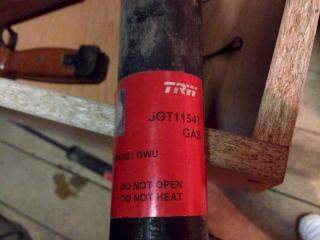 TRW
JGT1154T
GAS
/ GWU
DO NOT OPEN
DO NOT HEAT